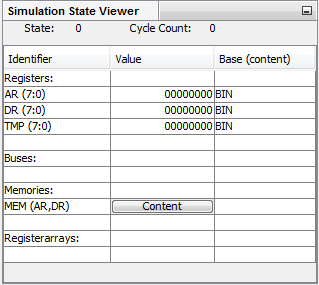 Simulation State Viewer
State: 0 Cycle Count: 0
Identifier Value Base (content)
Registers:
AR (7:0) 00000000 BIN
DR (7:0) 00000000 BIN
TMP (7:0) 00000000 BIN
Buses:
Memories:
MEM (AR,DR) Content
Registerarrays: